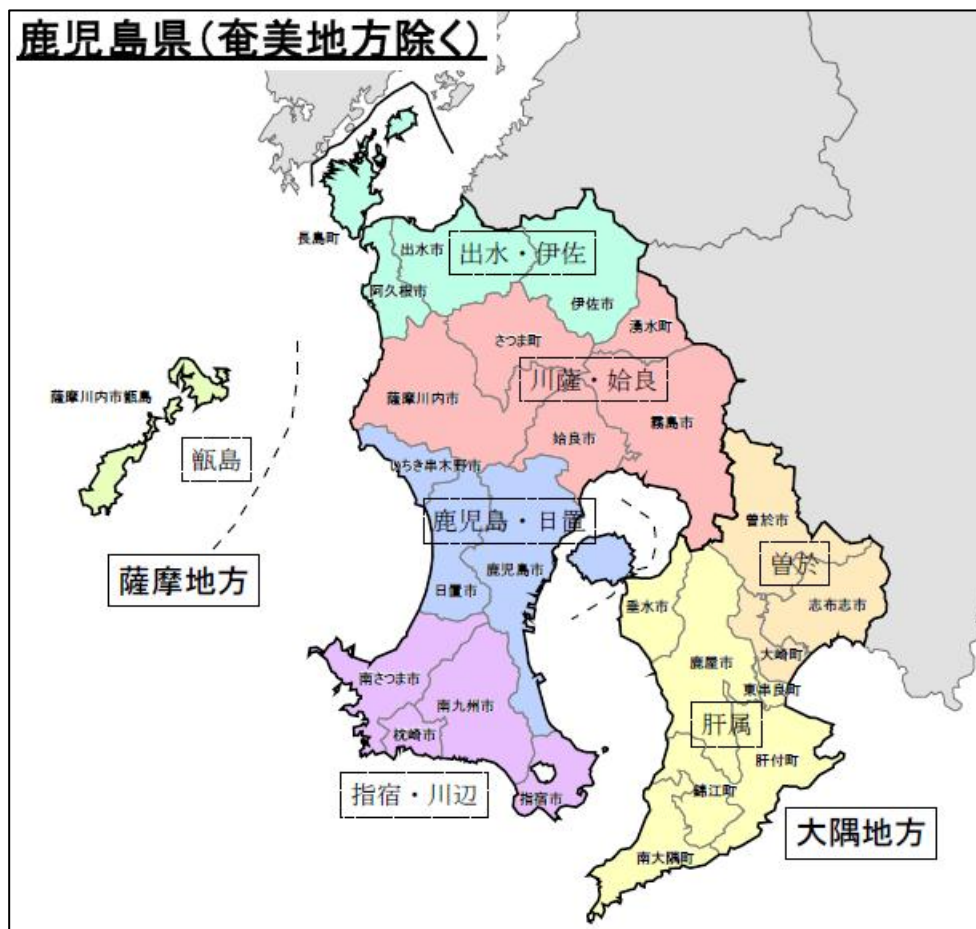 鹿児島県（奄美地方除く）
長島町
出水市
出水・伊佐
阿久根市
伊佐市
湧水町
さつま町
川薩・姶良
薩摩川内市甑島
薩摩川内市
霧島市
姶良市
甑島
いちき串木野市
鹿児島・日置
曽於市
曽於
鹿児島市
薩摩地方
日置市
垂水市
志布志市
大崎町
鹿屋市
南さつま市
東串良町
南九州市
肝属
枕崎市
肝付町
指宿・川辺
指宿市
錦江町
大隅地方
南大隅町